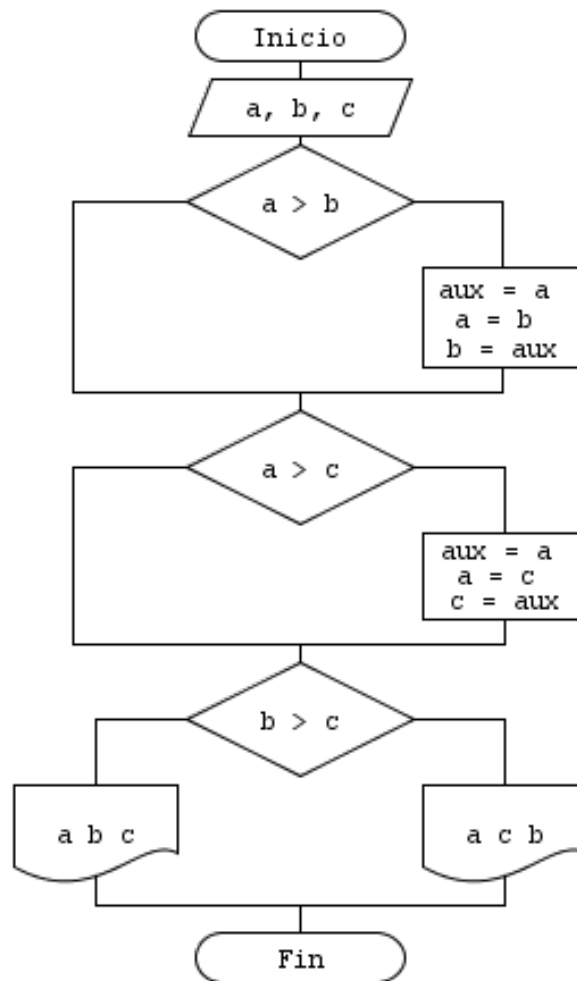 Inicio
a, b, c
a > b
aux = a
a = b
b = aux
a > c
aux = a
a = c
c = aux
b > c
a b c
a c b
Fin